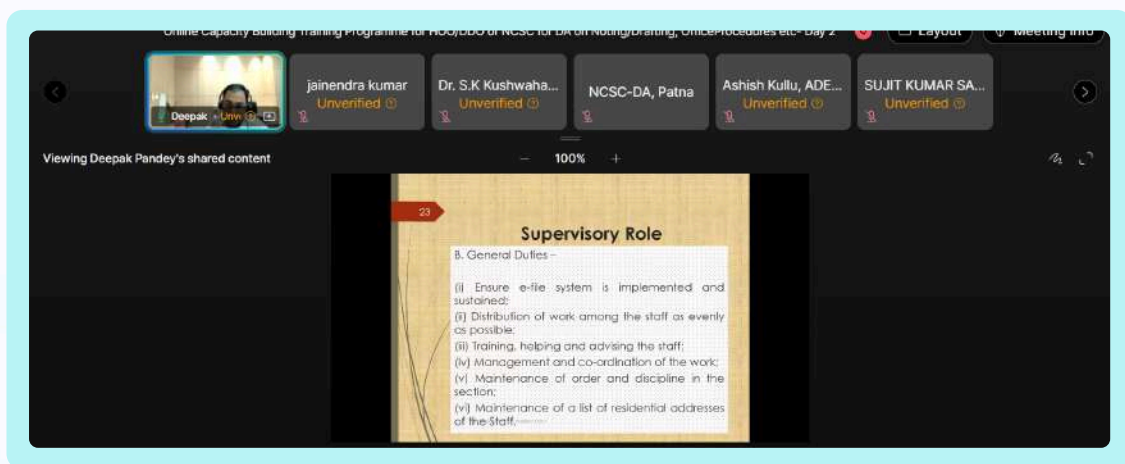 Online Capacity Building Training Programme for HOO/DDO of NCSC for DA on Noting/Drafting, OfficeProcedures etc- Day 2
Layout
Meeting Info
jainendra kumar
Unverified
Dr. S.K Kushwaha...
Unverified
NCSC-DA, Patna
Ashish Kullu, ADE...
Unverified
SUJIT KUMAR SA...
Unverified
Deepak
Viewing Deepak Pandey's shared content
− 100% +
23
Supervisory Role
B. General Duties –
(i) Ensure e-file system is implemented and
sustained;
(ii) Distribution of work among the staff as evenly
as possible;
(iii) Training, helping and advising the staff;
(iv) Management and co-ordination of the work;
(v) Maintenance of order and discipline in the
section;
(vi) Maintenance of a list of residential addresses
of the Staff.